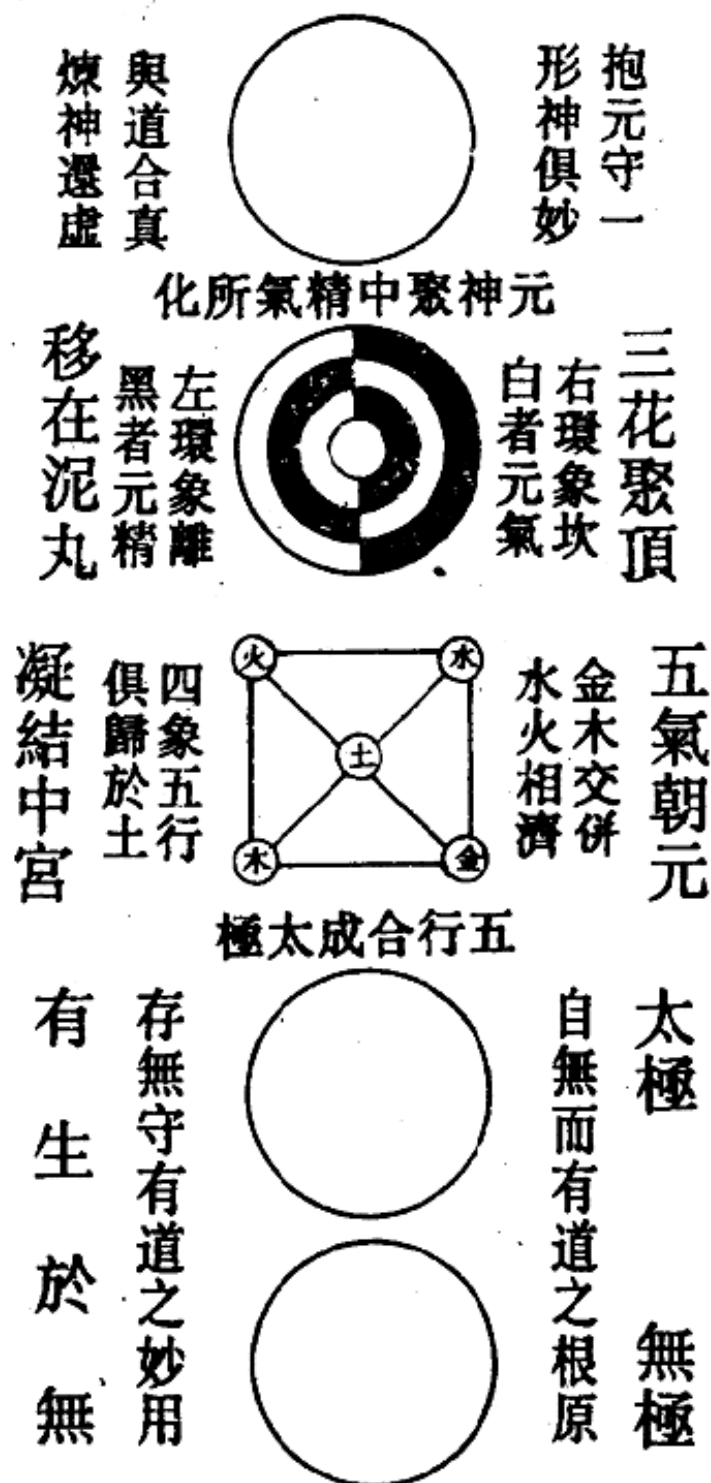 抱元守一
形神俱妙
與道合真
煉神還虛
元神聚中精氣所化
三花聚頂
右環象坎
白者元氣
左環象離
黑者元精
移在泥丸
五氣朝元
金木交併
水火相濟
火
水
土
木
金
四象五行
俱歸於土
凝結中宮
五行合成太極
太極
無極
自無而有道之根原
存無守有道之妙用
有生於無